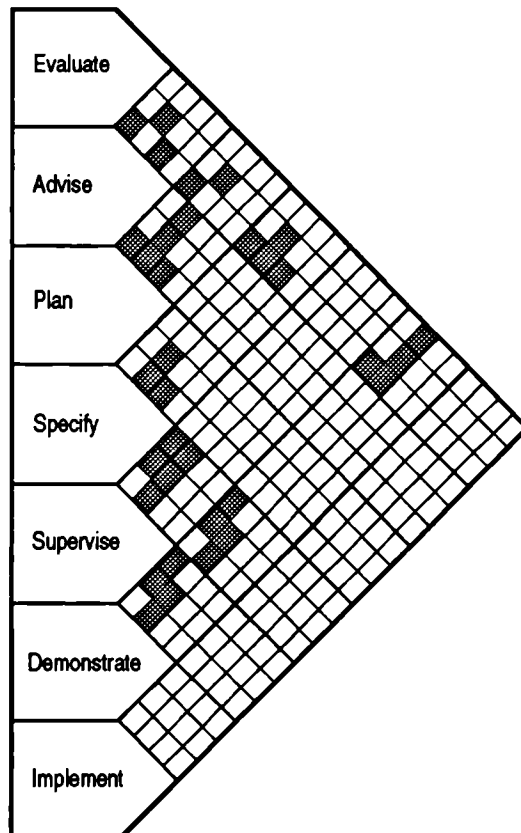 Evaluate
Advise
Plan
Specify
Supervise
Demonstrate
Implement